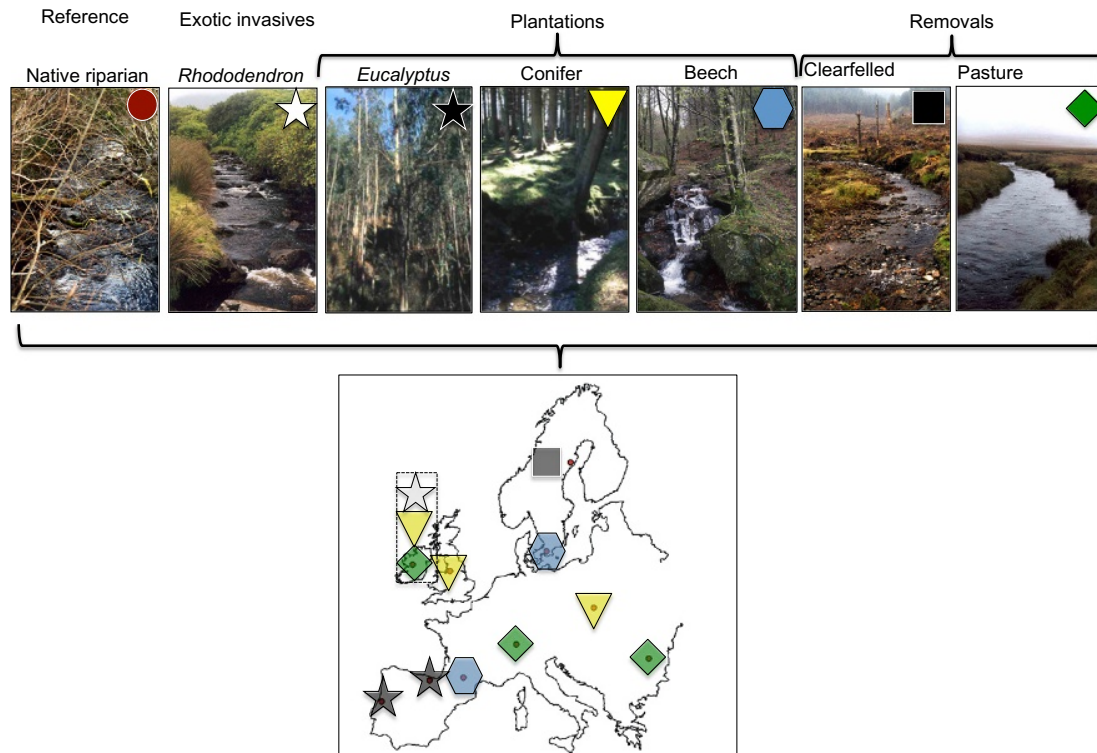 Reference
Exotic invasives
Plantations
Removals
Native riparian
Rhododendron
Eucalyptus
Conifer
Beech
Clearfelled
Pasture